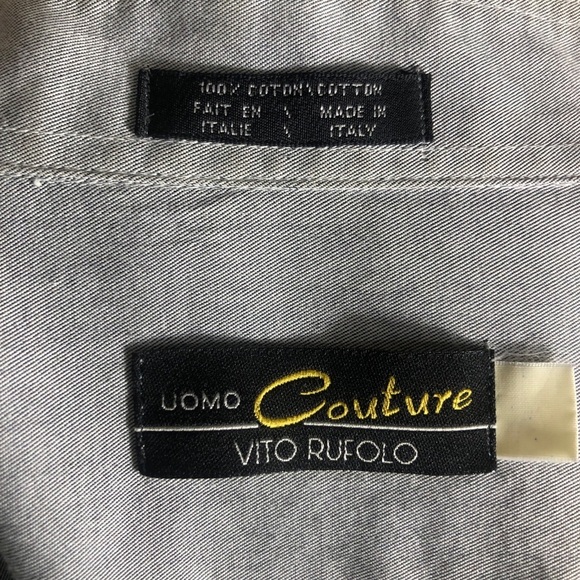 100% COTON \ COTTON
FAIT EN \ MADE IN
ITALIE \ ITALY
UOMO Couture
VITO RUFOLO